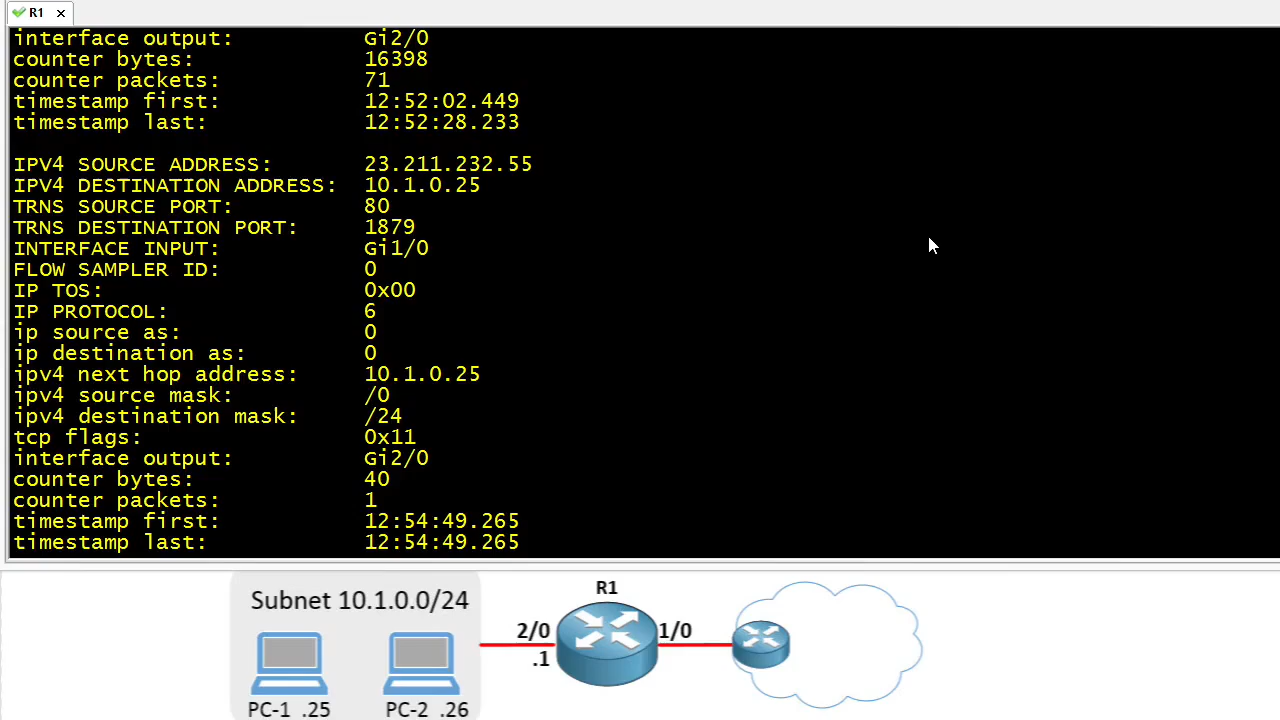 R1 x
interface output: Gi2/0
counter bytes: 16398
counter packets: 71
timestamp first: 12:52:02.449
timestamp last: 12:52:28.233
IPV4 SOURCE ADDRESS: 23.211.232.55
IPV4 DESTINATION ADDRESS: 10.1.0.25
TRNS SOURCE PORT: 80
TRNS DESTINATION PORT: 1879
INTERFACE INPUT: Gi1/0
FLOW SAMPLER ID: 0
IP TOS: 0x00
IP PROTOCOL: 6
ip source as: 0
ip destination as: 0
ipv4 next hop address: 10.1.0.25
ipv4 source mask: /0
ipv4 destination mask: /24
tcp flags: 0x11
interface output: Gi2/0
counter bytes: 40
counter packets: 1
timestamp first: 12:54:49.265
timestamp last: 12:54:49.265
R1
Subnet 10.1.0.0/24
2/0 1/0
.1
PC-1 .25 PC-2 .26